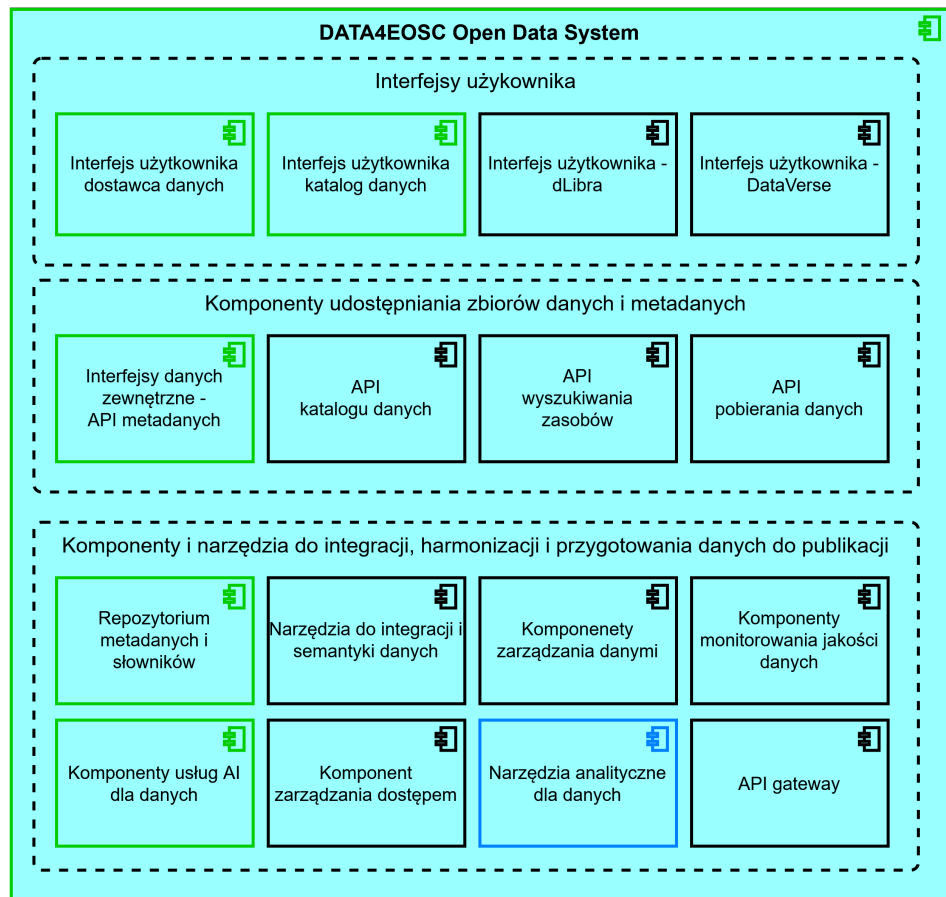 DATA4EOSC Open Data System
Interfejsy użykownika
Interfejs użytkownika
dostawca danych
Interfejs użytkownika
katalog danych
Interfejs użytkownika -
dLibra
Interfejs użytkownika -
DataVerse
Komponenty udostępniania zbiorów danych i metadanych
Interfejsy danych
zewnętrzne -
API metadanych
API
katalogu danych
API
wyszukiwania
zasobów
API
pobierania danych
Komponenty i narzędzia do integracji, harmonizacji i przygotowania danych do publikacji
Repozytorium
metadanych i
słowników
Narzędzia do integracji i
semantyki danych
Komponenety
zarządzania danymi
Komponenty
monitorowania jakości
danych
Komponenty usług AI
dla danych
Komponent
zarządzania dostępem
Narzędzia analityczne
dla danych
API gateway